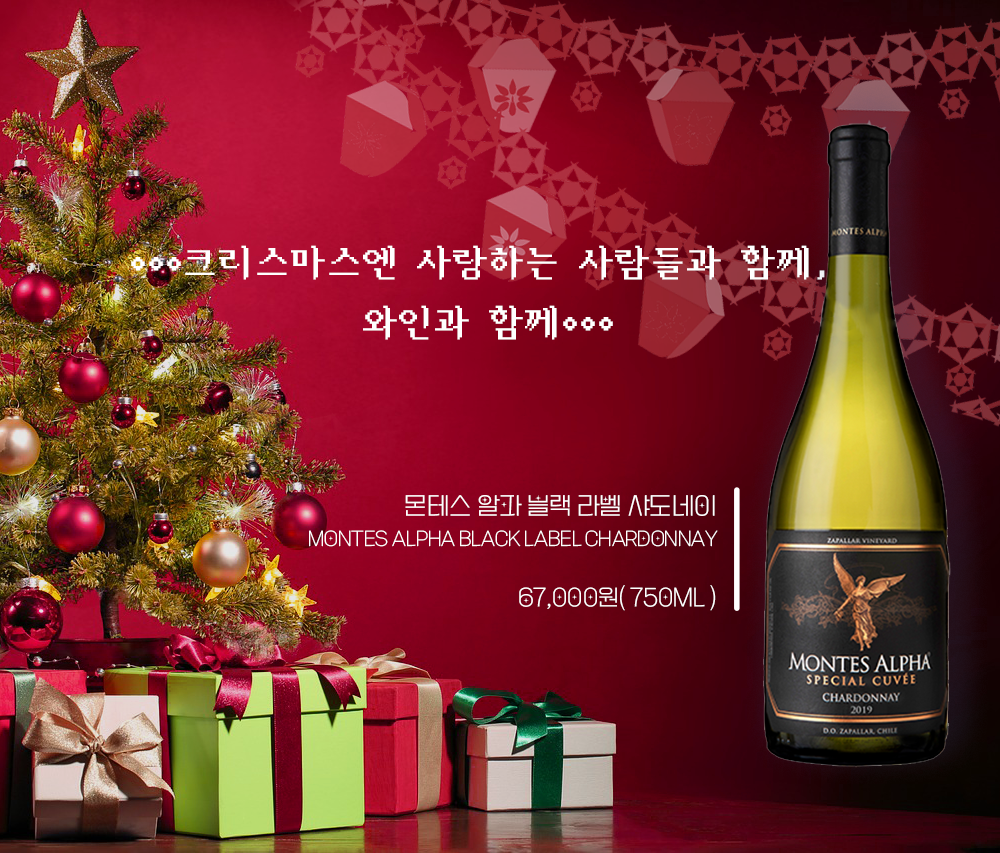 ∘∘∘크리스마스엔 사랑하는 사람들과 함께,
와인과 함께∘∘∘
몬테스 알파 블랙 라벨 샤도네이
MONTES ALPHA BLACK LABEL CHARDONNAY
67,000원( 750ML )
MONTES ALPHA
ZAPALLAR VINEYARD
MONTES ALPHA
SPECIAL CUVÉE
CHARDONNAY
2019
D.O. ZAPALLAR, CHILE